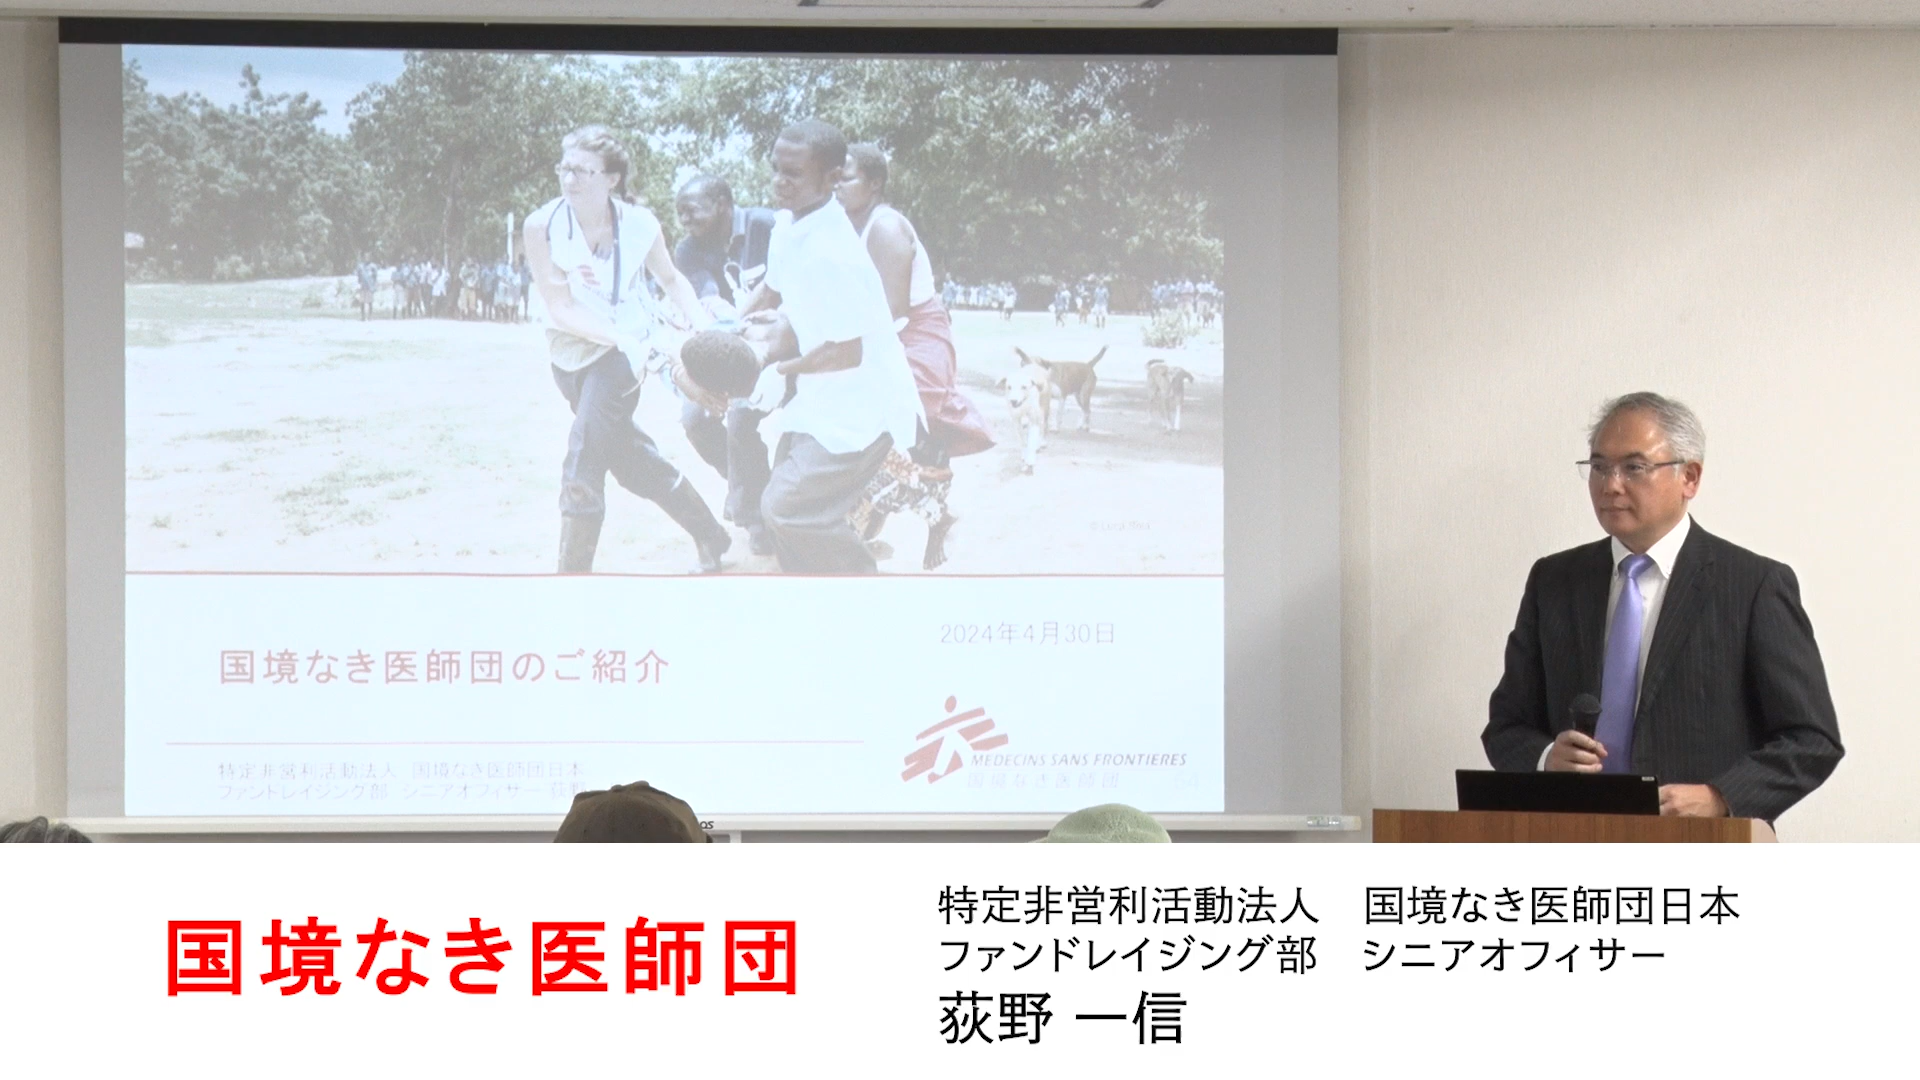 2024年4月30日
国境なき医師団のご紹介
MEDECINS SANS FRONTIERES
国境なき医師団
特定非営利活動法人 国境なき医師団日本
ファンドレイジング部 シニアオフィサー 荻野
国境なき医師団
特定非営利活動法人　国境なき医師団日本
ファンドレイジング部　シニアオフィサー
荻野 一信